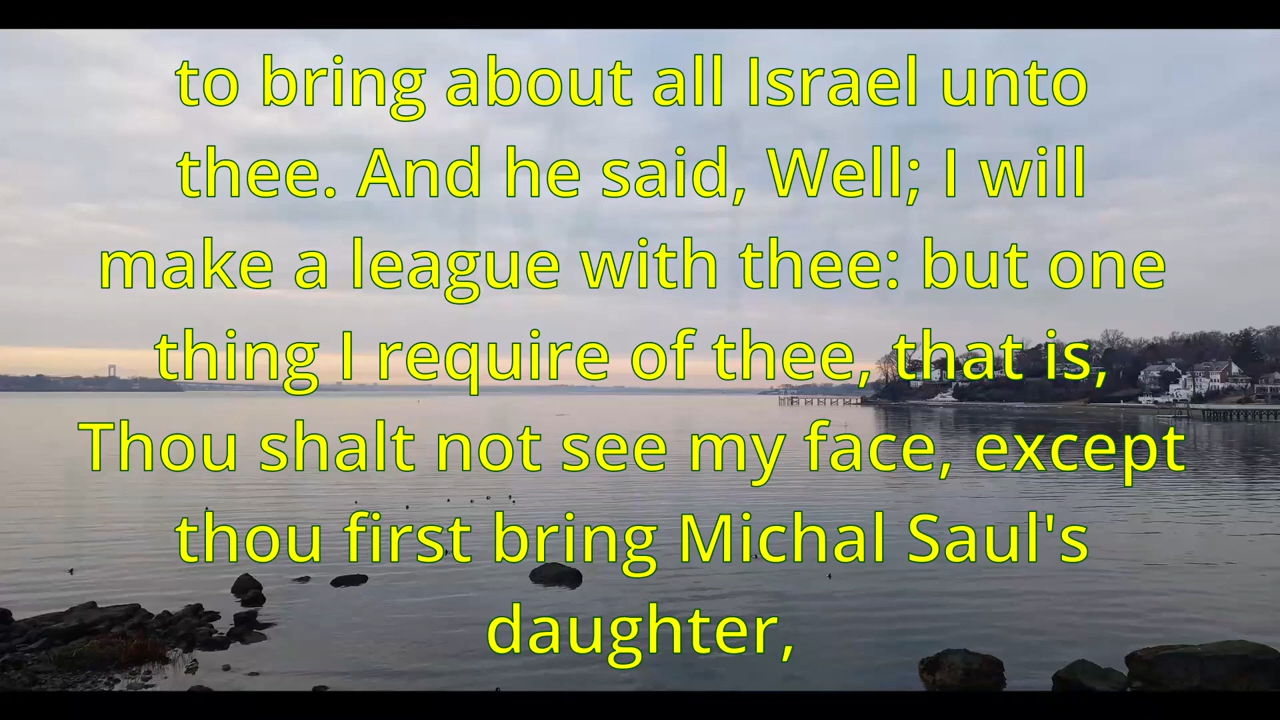 to bring about all Israel unto
thee. And he said, Well; I will
make a league with thee: but one
thing I require of thee, that is,
Thou shalt not see my face, except
thou first bring Michal Saul's
daughter,